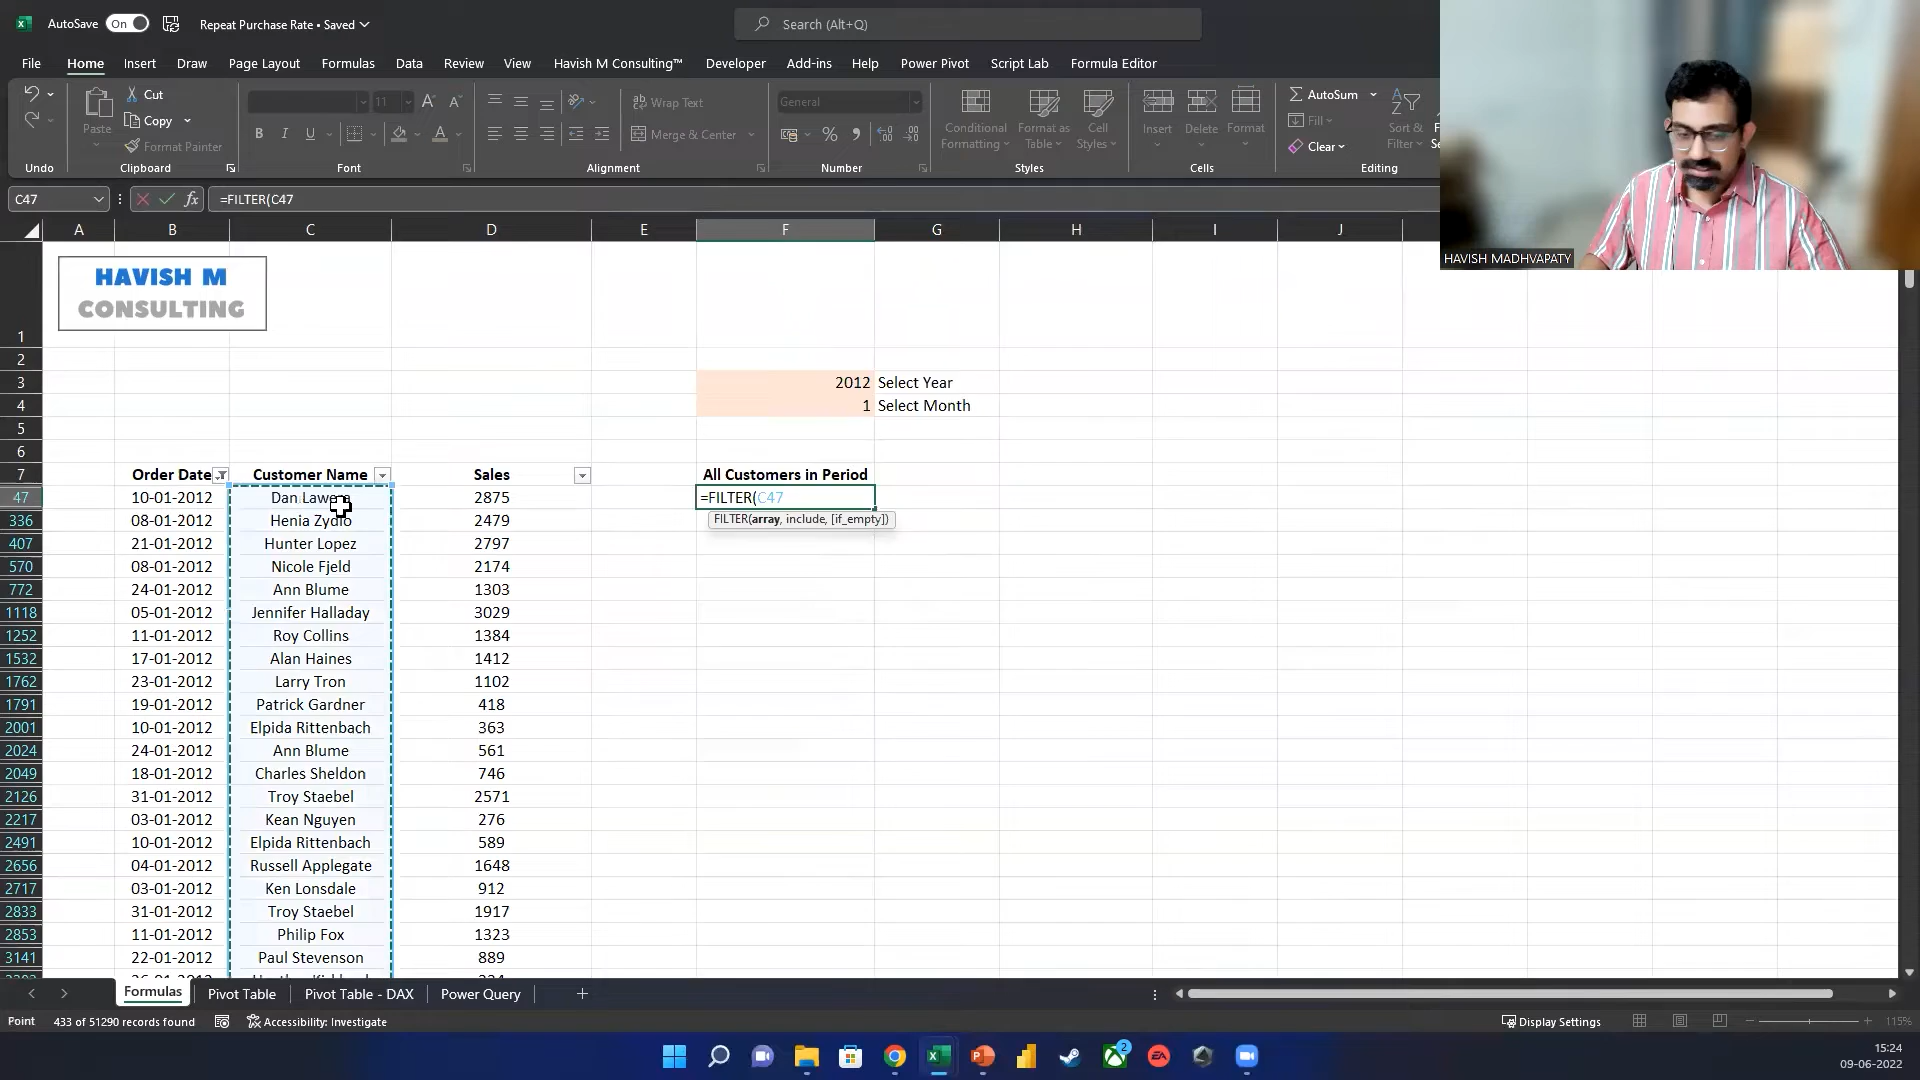 AutoSave On Repeat Purchase Rate • Saved Search (Alt+Q)
File Home Insert Draw Page Layout Formulas Data Review View Havish M Consulting™ Developer Add-ins Help Power Pivot Script Lab Formula Editor
Undo
Paste
Cut
Copy
Format Painter
Clipboard
11
Font
Wrap Text
Merge & Center
Alignment
General
Number
Conditional Formatting
Format as Table
Cell Styles
Styles
Insert
Delete
Format
Cells
AutoSum
Fill
Clear
Sort & Filter
Editing
HAVISH MADHVAPATY
C47 fx =FILTER(C47
A B C D E F G H I J
HAVISH M
CONSULTING
1
2
3 2012 Select Year
4 1 Select Month
5
6
7 Order Date Customer Name Sales All Customers in Period
47 10-01-2012 Dan Lawera 2875 =FILTER(C47
FILTER(array, include, [if_empty])
336 08-01-2012 Henia Zydlo 2479
407 21-01-2012 Hunter Lopez 2797
570 08-01-2012 Nicole Fjeld 2174
772 24-01-2012 Ann Blume 1303
1118 05-01-2012 Jennifer Halladay 3029
1252 11-01-2012 Roy Collins 1384
1532 17-01-2012 Alan Haines 1412
1762 23-01-2012 Larry Tron 1102
1791 19-01-2012 Patrick Gardner 418
2001 10-01-2012 Elpida Rittenbach 363
2024 24-01-2012 Ann Blume 561
2049 18-01-2012 Charles Sheldon 746
2126 31-01-2012 Troy Staebel 2571
2217 03-01-2012 Kean Nguyen 276
2491 10-01-2012 Elpida Rittenbach 589
2656 04-01-2012 Russell Applegate 1648
2717 03-01-2012 Ken Lonsdale 912
2833 31-01-2012 Troy Staebel 1917
2853 11-01-2012 Philip Fox 1323
3141 22-01-2012 Paul Stevenson 889
Formulas Pivot Table Pivot Table - DAX Power Query
Point 433 of 51290 records found Accessibility: Investigate Display Settings 115%
2
EA
15:24
09-06-2022